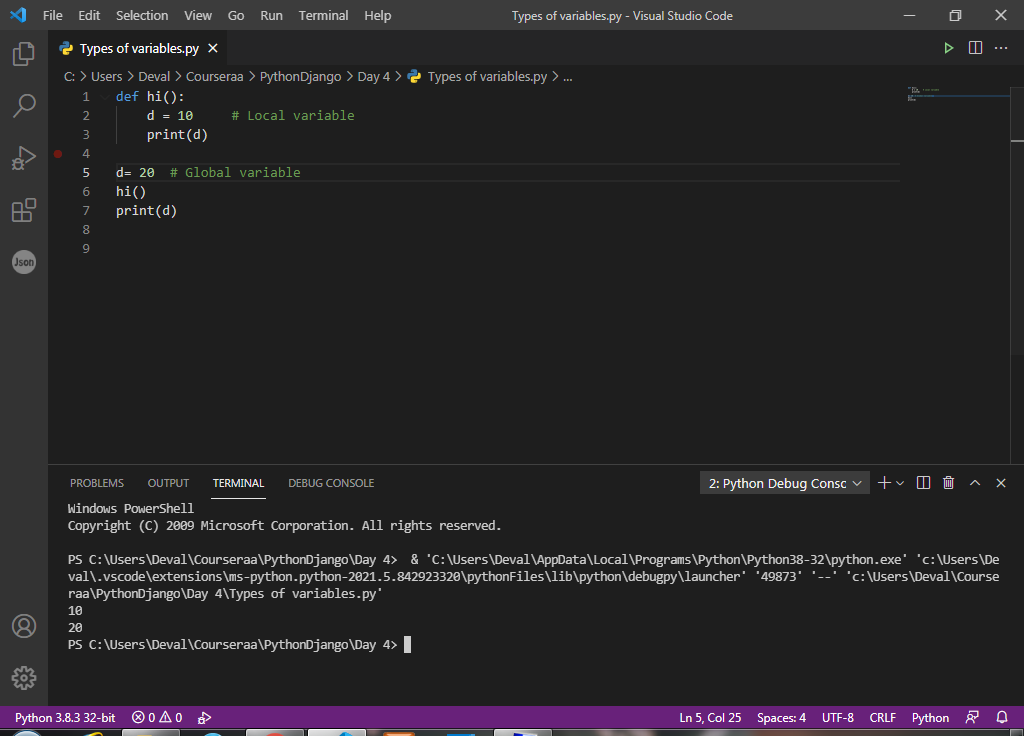 File Edit Selection View Go Run Terminal Help Types of variables.py - Visual Studio Code
Types of variables.py
C: > Users > Deval > Courseraa > PythonDjango > Day 4 > Types of variables.py > ...
1 def hi():
2 d = 10 # Local variable
3 print(d)
4
5 d= 20 # Global variable
6 hi()
7 print(d)
8
9
Json
PROBLEMS OUTPUT TERMINAL DEBUG CONSOLE 2: Python Debug Consc
Windows PowerShell
Copyright (C) 2009 Microsoft Corporation. All rights reserved.
PS C:\Users\Deval\Courseraa\PythonDjango\Day 4> & 'C:\Users\Deval\AppData\Local\Programs\Python\Python38-32\python.exe' 'c:\Users\De
val\.vscode\extensions\ms-python.python-2021.5.842923320\pythonFiles\lib\python\debugpy\launcher' '49873' '--' 'c:\Users\Deval\Course
raa\PythonDjango\Day 4\Types of variables.py'
10
20
PS C:\Users\Deval\Courseraa\PythonDjango\Day 4>
Python 3.8.3 32-bit 0 0 Ln 5, Col 25 Spaces: 4 UTF-8 CRLF Python